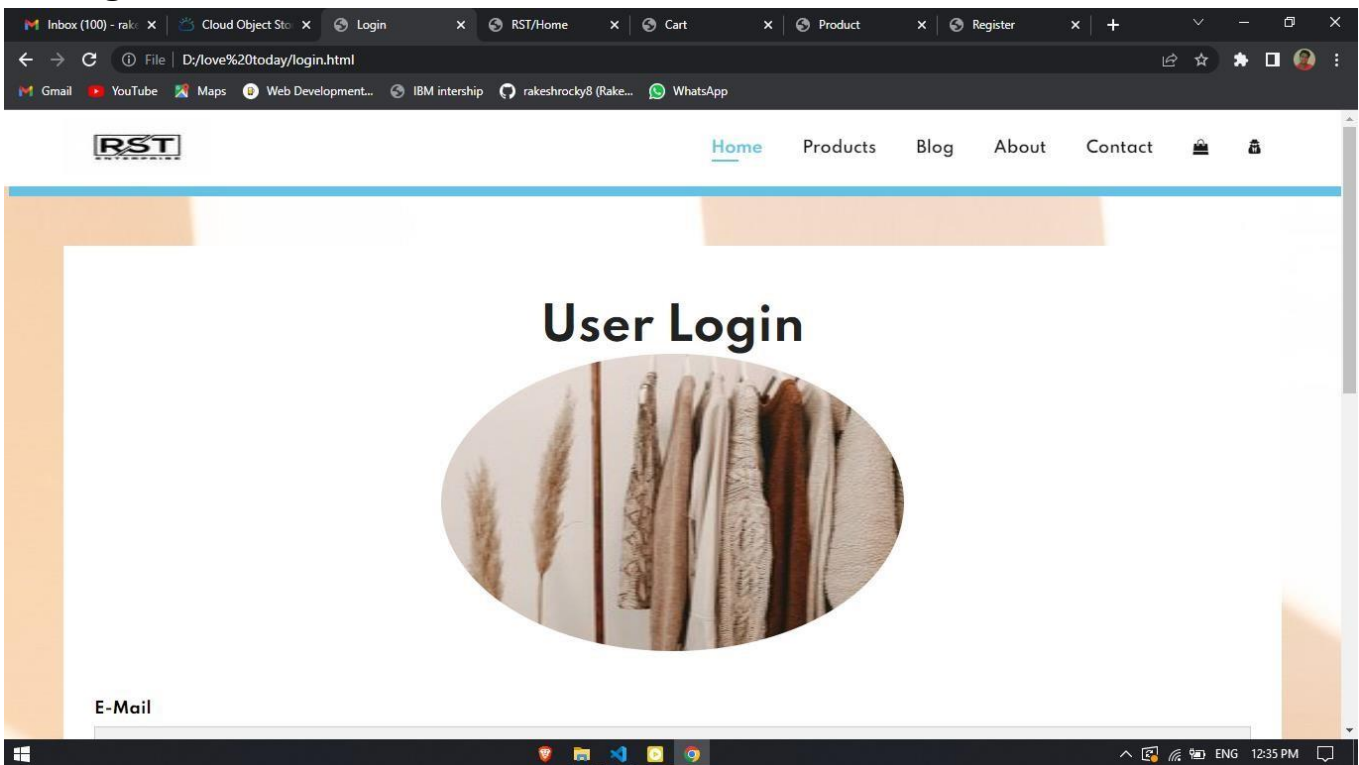 Inbox (100) - rak Cloud Object Sto Login RST/Home Cart Product Register
File D:/love%20today/login.html
Gmail YouTube Maps Web Development... IBM intership rakeshrocky8 (Rake... WhatsApp
RST Home Products Blog About Contact
ENTERPRISE
User Login
E-Mail
ENG 12:35 PM